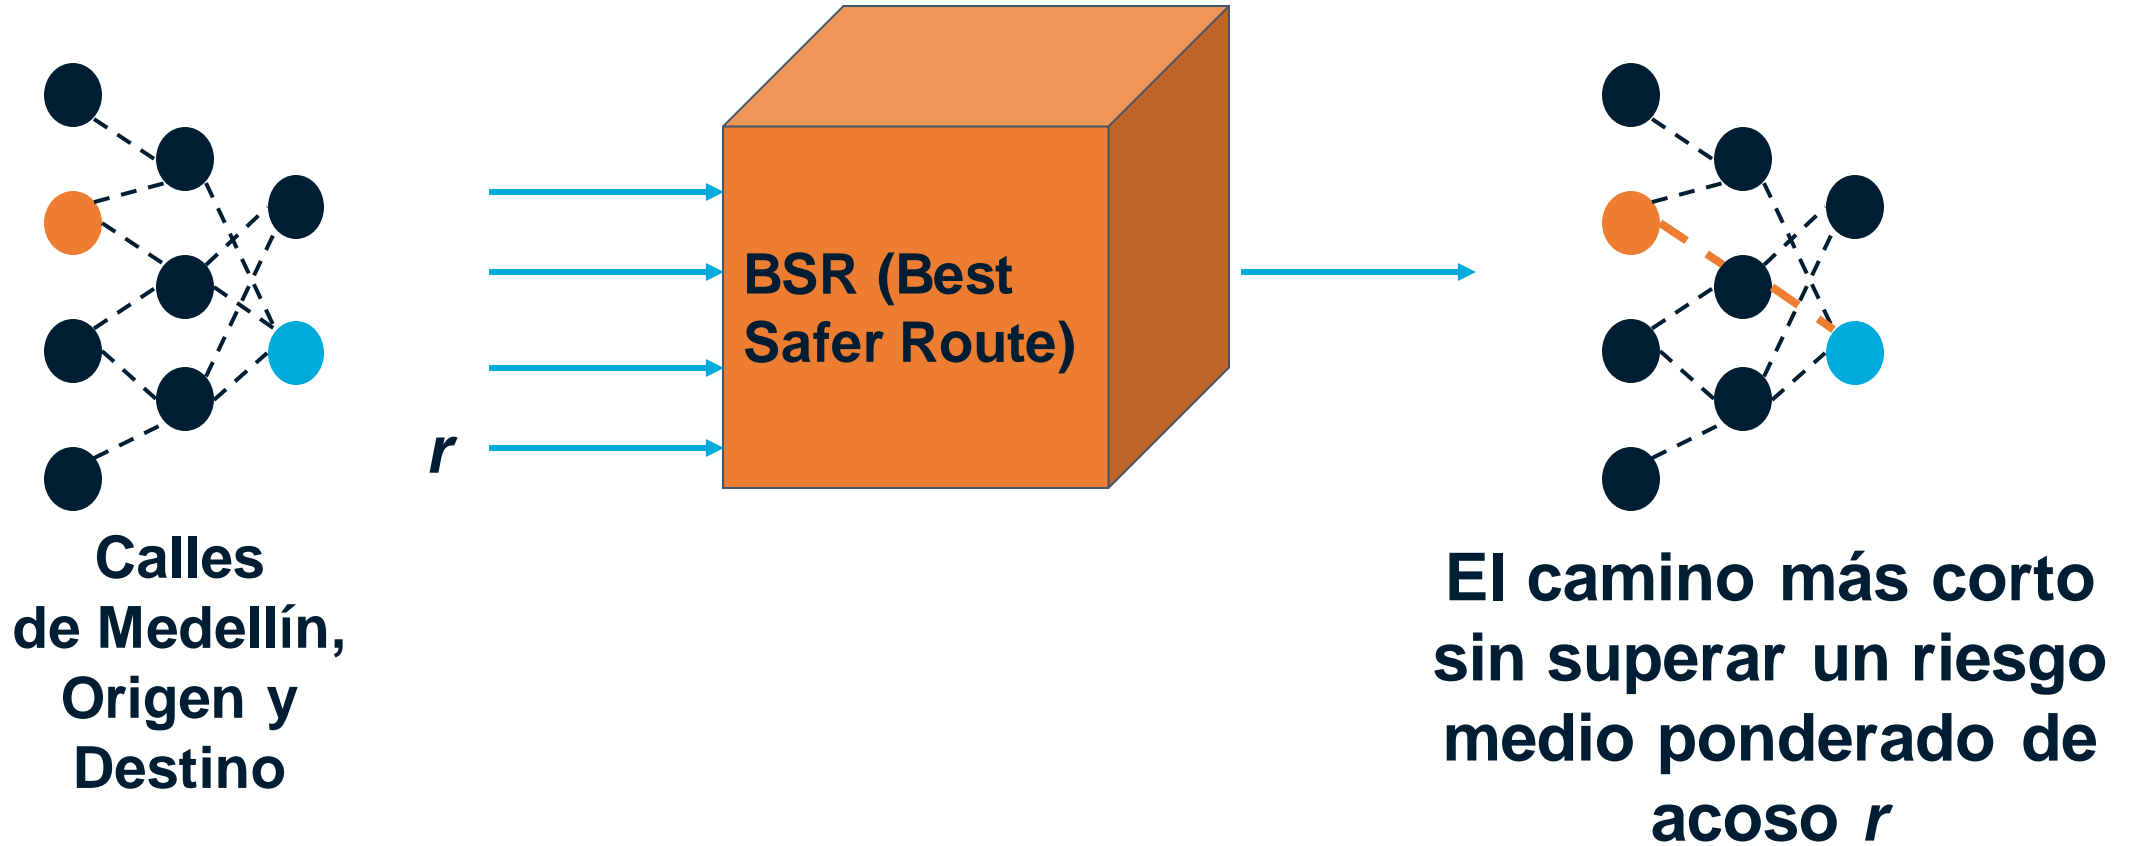 Calles
de Medellín,
Origen y
Destino
r
BSR (Best
Safer Route)
El camino más corto
sin superar un riesgo
medio ponderado de
acoso r